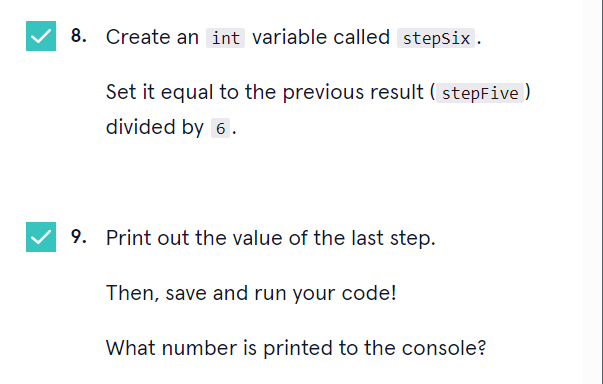 8. Create an int variable called stepSix.
Set it equal to the previous result (stepFive)
divided by 6.
9. Print out the value of the last step.
Then, save and run your code!
What number is printed to the console?